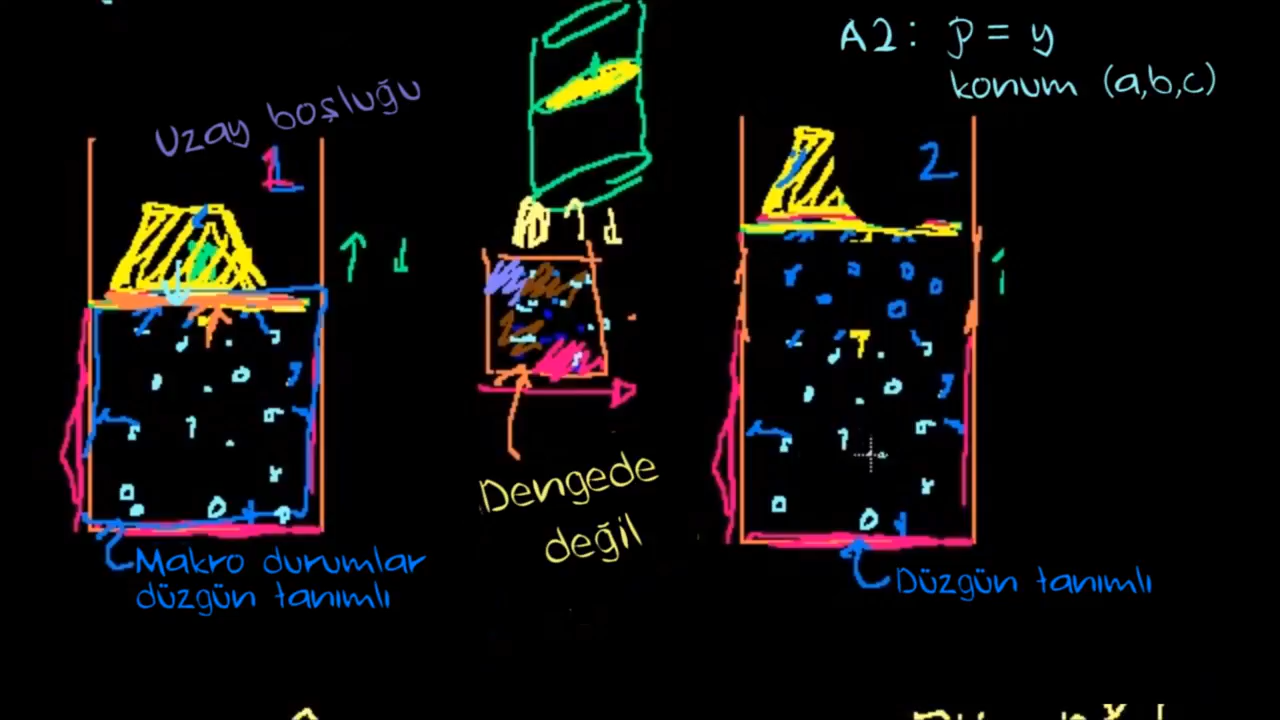 A2: p = y
konum (a,b,c)
Uzay boşluğu
1
2
Dengede
değil
Makro durumlar
düzgün tanımlı
Düzgün tanımlı